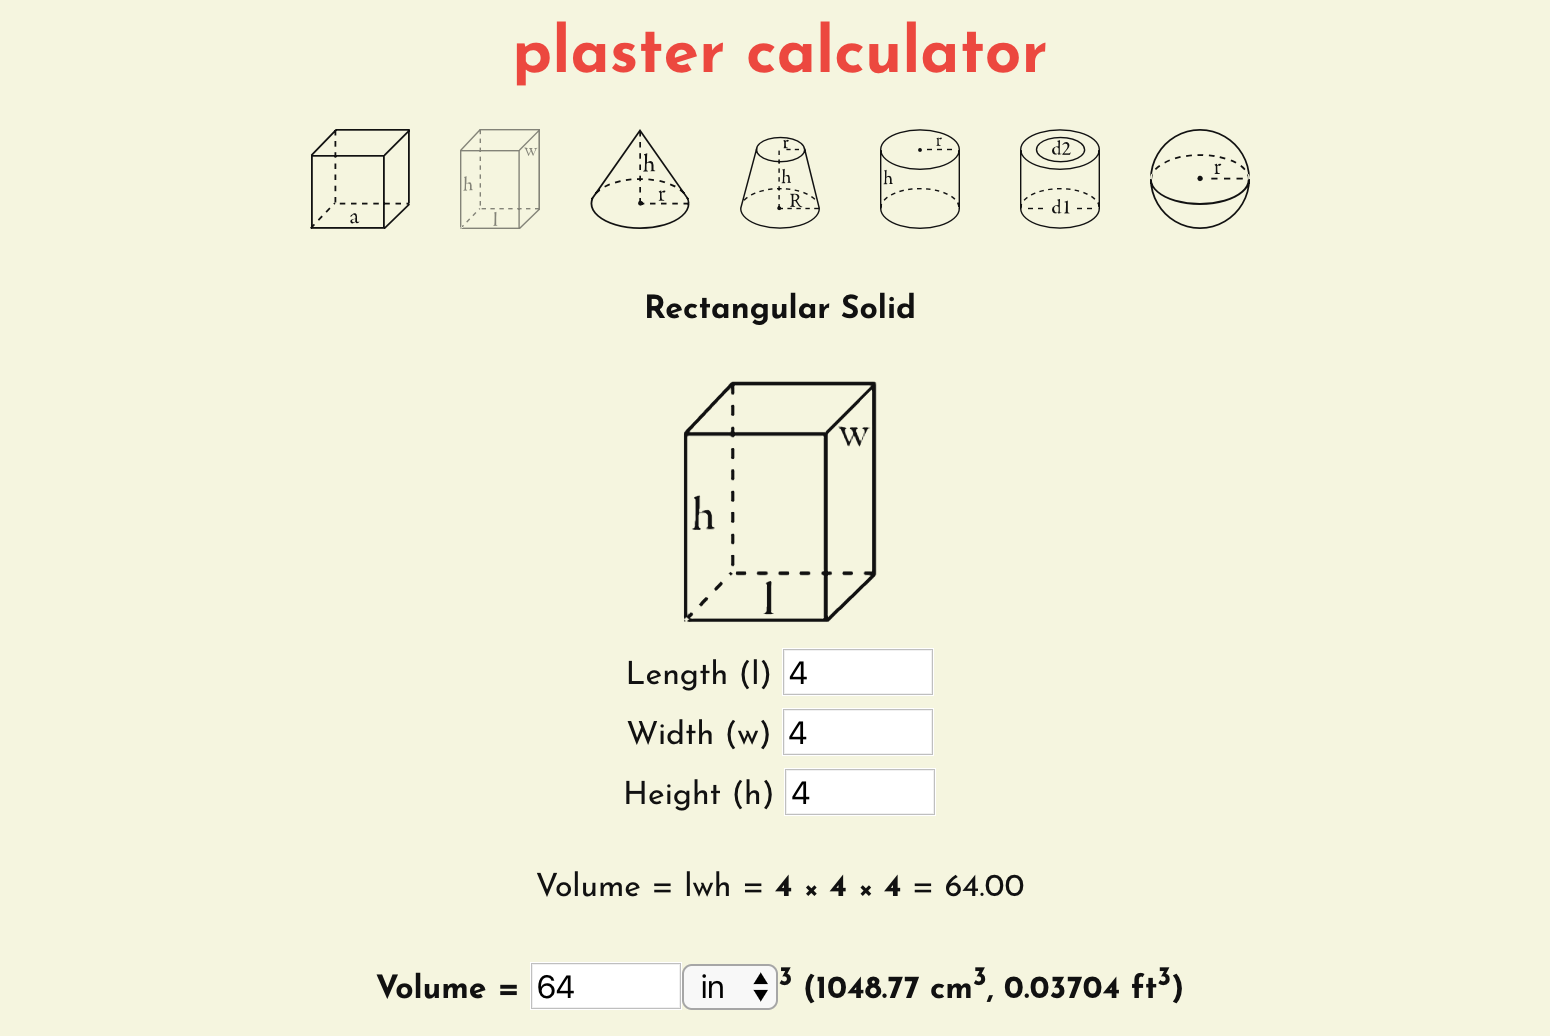 plaster calculator
a
h w l
h r
r h R
r h
d2 d1
r
Rectangular Solid
w
h
l
Length (l) 4
Width (w) 4
Height (h) 4
Volume = lwh = 4 × 4 × 4 = 64.00
Volume = 64 in ³ (1048.77 cm³, 0.03704 ft³)